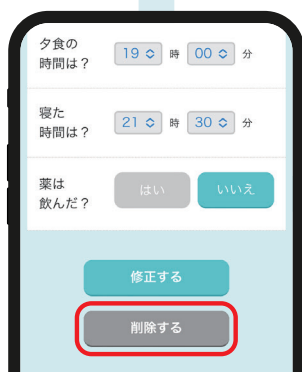 夕食の
時間は？
19 時 00 分
寝た
時間は？
21 時 30 分
薬は
飲んだ？
はい いいえ
修正する
削除する